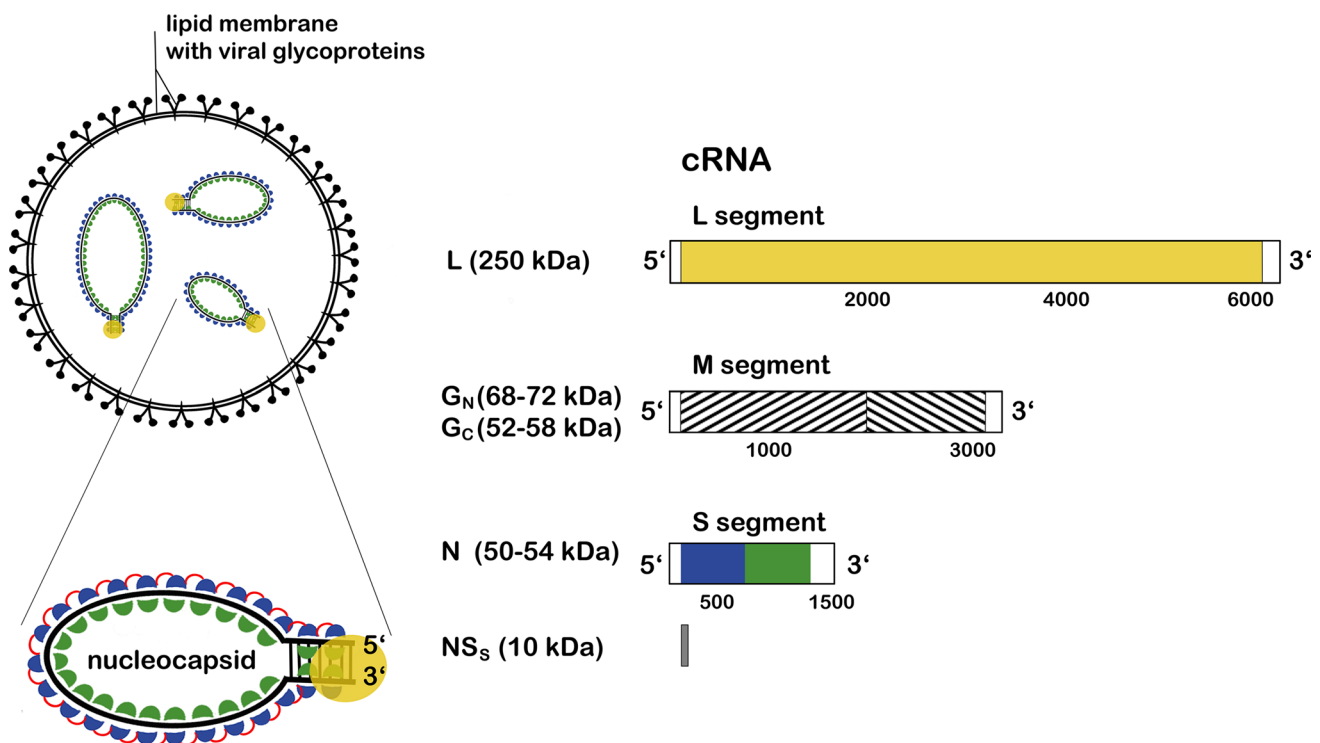 lipid membrane
with viral glycoproteins
cRNA
L segment
L (250 kDa)
5‘
3‘
2000
4000
6000
M segment
GN(68-72 kDa)
GC(52-58 kDa)
5‘
3‘
1000
3000
S segment
N (50-54 kDa)
5‘
3‘
500
1500
NSS (10 kDa)
nucleocapsid
5‘
3‘